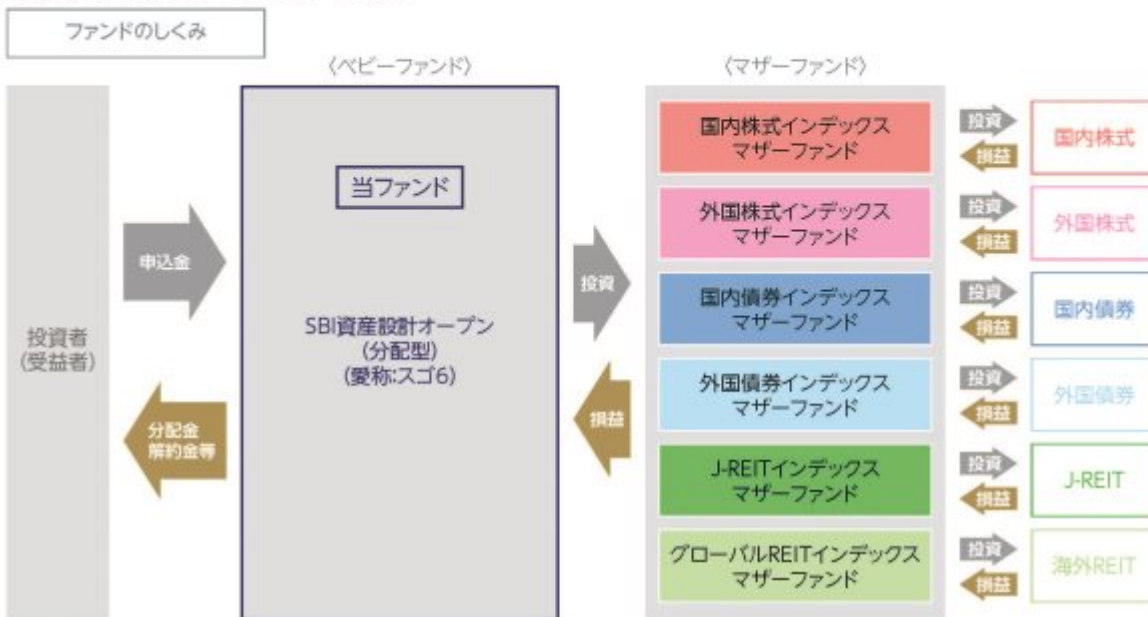 ファンドのしくみ
〈ベビーファンド〉
〈マザーファンド〉
投資者
(受益者)
申込金
分配金
解約金等
当ファンド
SBI資産設計オープン
(分配型)
(愛称:スゴ6)
投資
損益
国内株式インデックス
マザーファンド
投資
損益
国内株式
外国株式インデックス
マザーファンド
投資
損益
外国株式
国内債券インデックス
マザーファンド
投資
損益
国内債券
外国債券インデックス
マザーファンド
投資
損益
外国債券
J-REITインデックス
マザーファンド
投資
損益
J-REIT
グローバルREITインデックス
マザーファンド
投資
損益
海外REIT